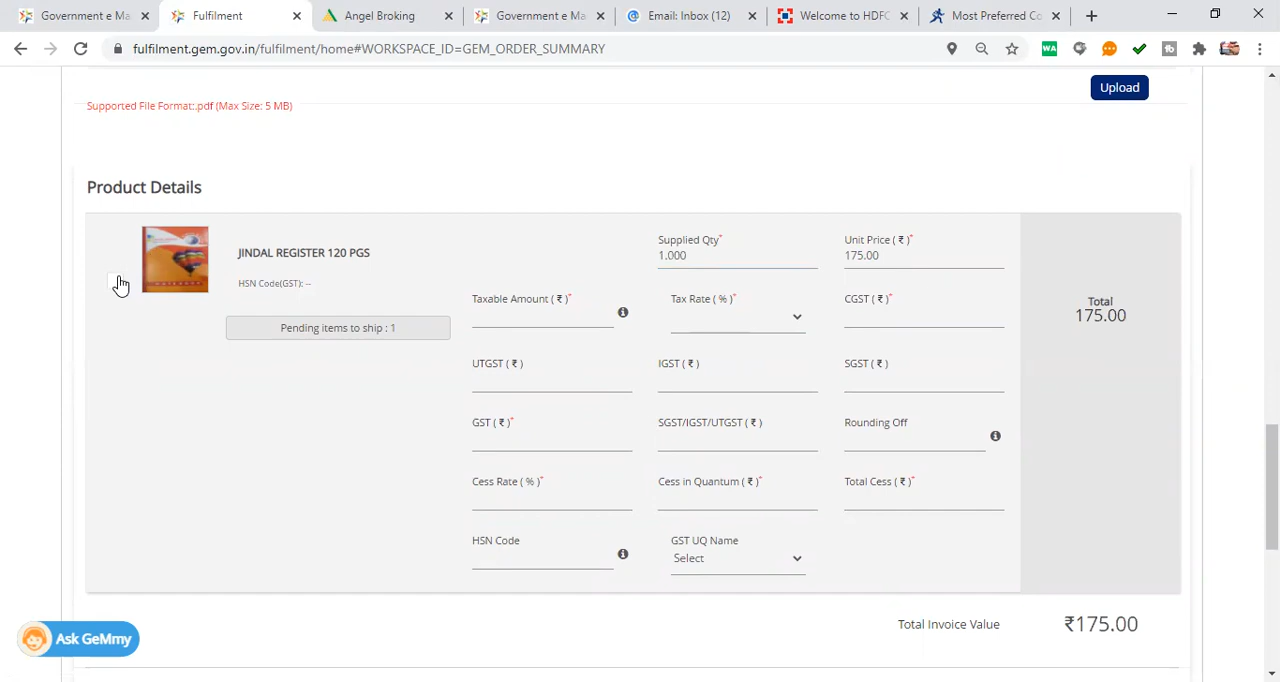 Government e Ma
Fulfilment
Angel Broking
Government e Ma
Email: Inbox (12)
Welcome to HDFC
Most Preferred Co
fulfilment.gem.gov.in/fulfilment/home#WORKSPACE_ID=GEM_ORDER_SUMMARY
WA
Supported File Format:.pdf (Max Size: 5 MB)
Upload
Product Details
JINDAL REGISTER 120 PGS
HSN Code(GST): --
Pending items to ship : 1
Supplied Qty*
1.000
Unit Price ( ₹ )*
175.00
Taxable Amount ( ₹ )*
Tax Rate ( % )*
CGST ( ₹ )*
Total
175.00
UTGST ( ₹ )
IGST ( ₹ )
SGST ( ₹ )
GST ( ₹ )*
SGST/IGST/UTGST ( ₹ )
Rounding Off
Cess Rate ( % )*
Cess in Quantum ( ₹ )*
Total Cess ( ₹ )*
HSN Code
GST UQ Name
Select
Total Invoice Value
₹175.00
Ask GeMmy